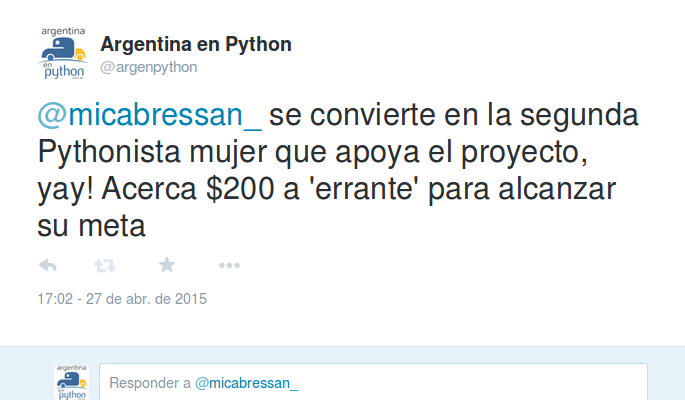 argentina
en
python
Argentina en Python
@argenpython
@micabressan_ se convierte en la segunda
Pythonista mujer que apoya el proyecto,
yay! Acerca $200 a 'errante' para alcanzar
su meta
17:02 - 27 de abr. de 2015
argentina
en
python
Responder a @micabressan_